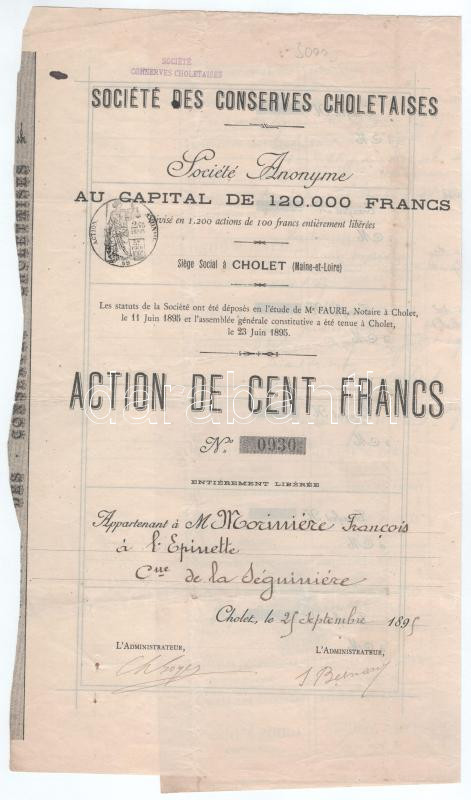 3000
SOCIÉTÉ
CONSERVES CHOLETAISES
SOCIÉTÉ DES CONSERVES CHOLETAISES
Société Anonyme
AU CAPITAL DE 120.000 FRANCS
divisé en 1.200 actions de 100 francs entièrement libérées
Siège Social à CHOLET (Maine-et-Loire)
Les statuts de la Société ont été déposés en l'étude de Mᵉ FAURE, Notaire à Cholet,
le 11 Juin 1895 et l'assemblée générale constitutive a été tenue à Cholet,
le 23 Juin 1895.
ACTION DE CENT FRANCS
darabanth
No. 0930
ENTIÈREMENT LIBÉRÉE
Appartenant à M Morinière François
à l'Epinette
Cne de la Séguinière
Cholet, le 25 Septembre 1895
L'ADMINISTRATEUR,
L'ADMINISTRATEUR,